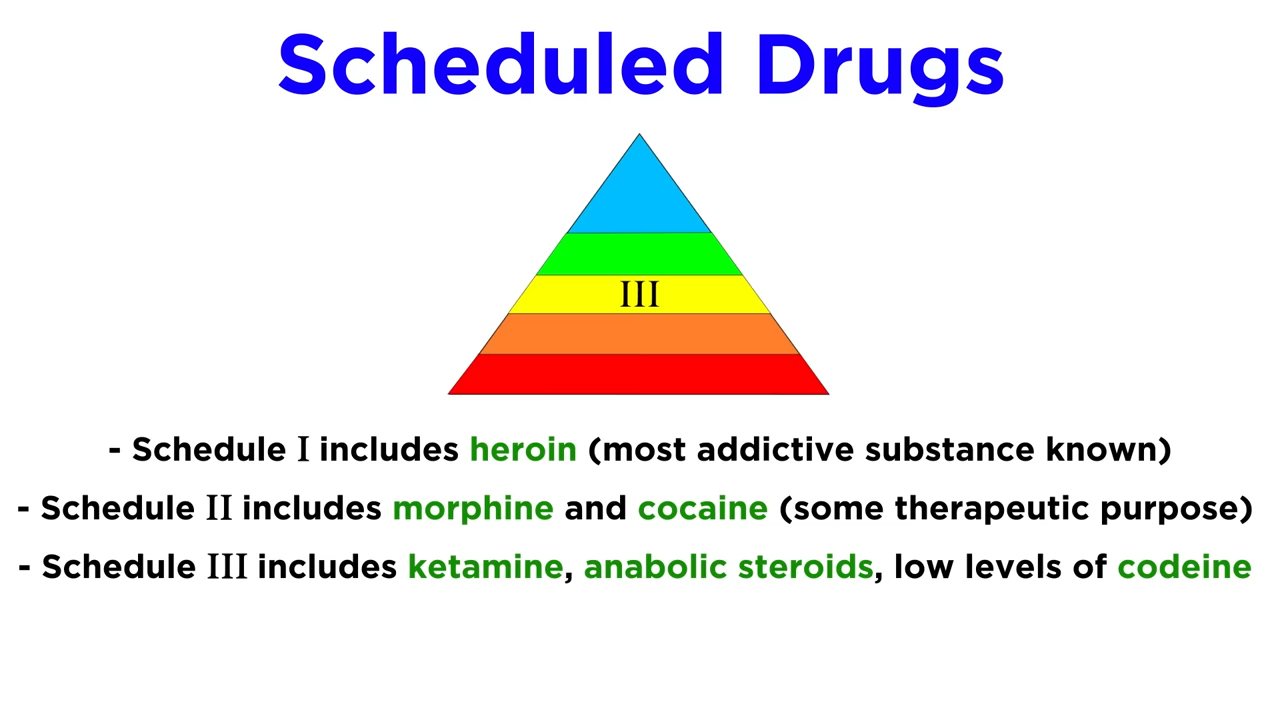 Scheduled Drugs
III
- Schedule I includes heroin (most addictive substance known)
- Schedule II includes morphine and cocaine (some therapeutic purpose)
- Schedule III includes ketamine, anabolic steroids, low levels of codeine